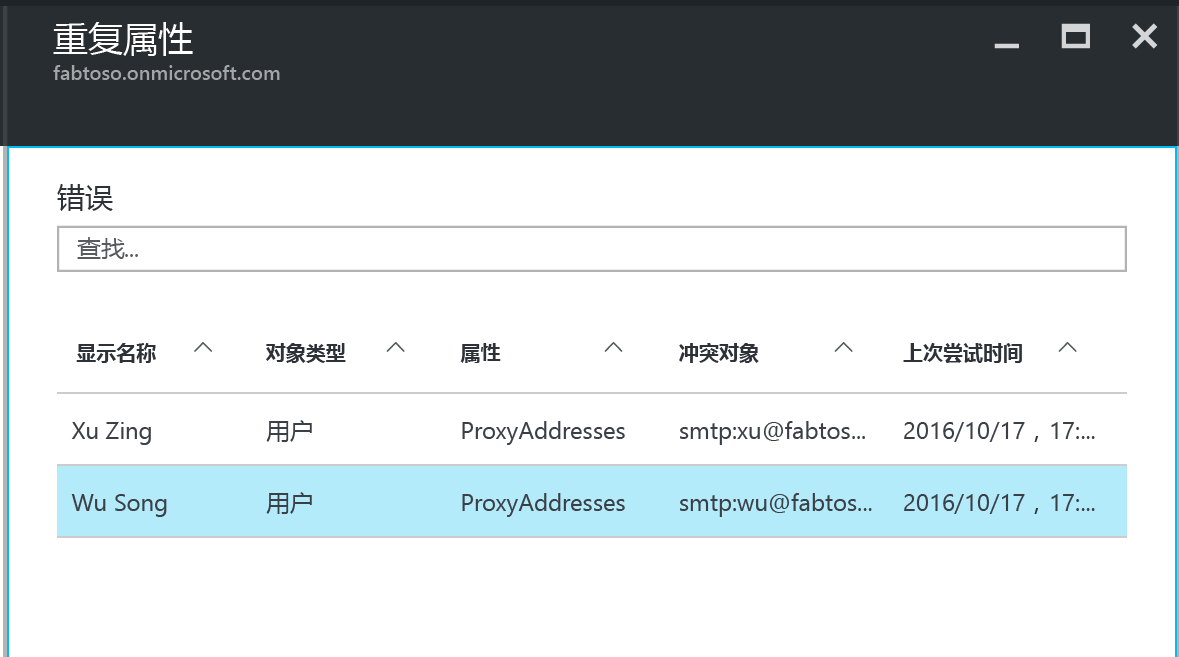 重复属性
fabtoso.onmicrosoft.com
错误
查找...
显示名称 对象类型 属性 冲突对象 上次尝试时间
Xu Zing 用户 ProxyAddresses smtp:xu@fabtos... 2016/10/17，17:...
Wu Song 用户 ProxyAddresses smtp:wu@fabtos... 2016/10/17，17:...